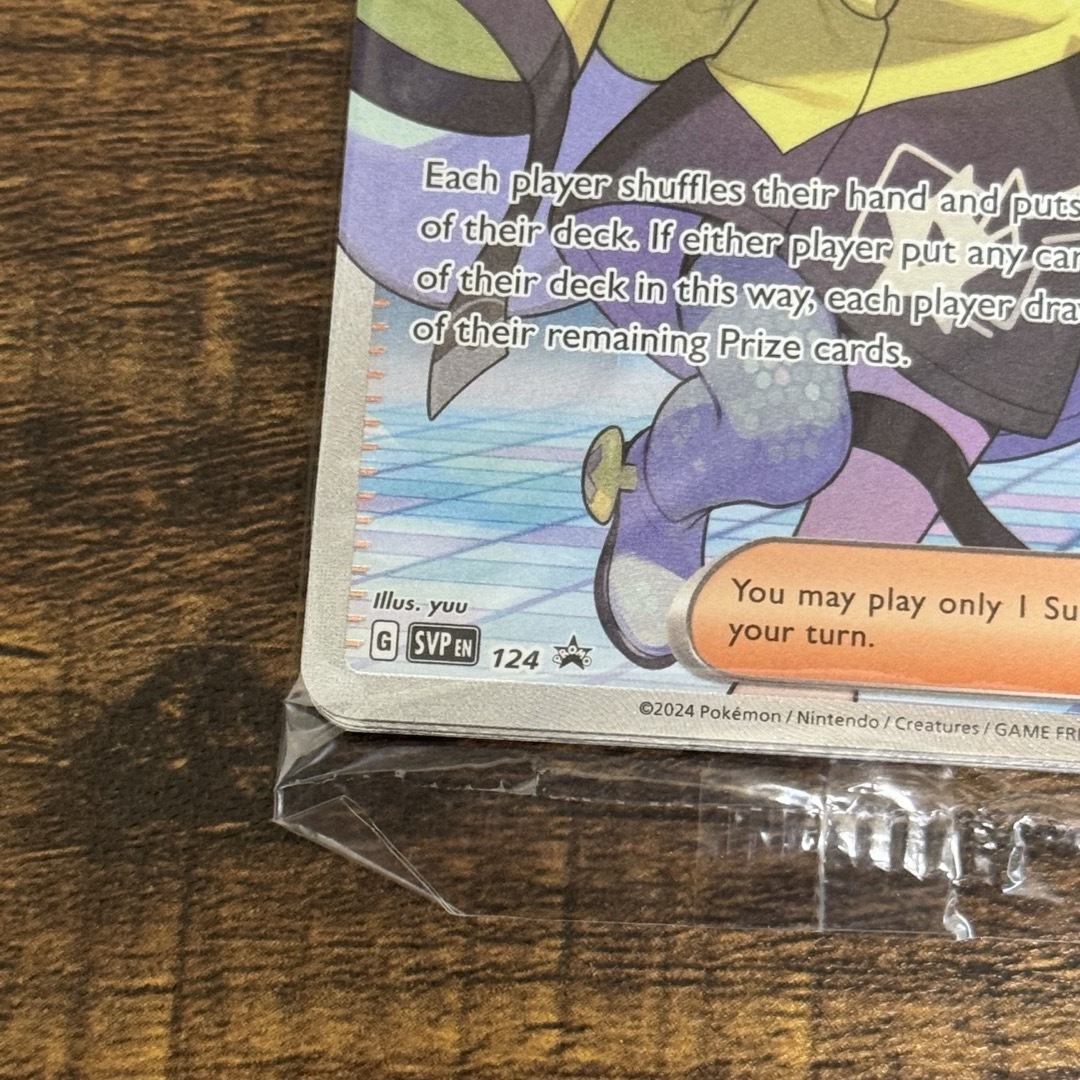 Each player shuffles their hand and puts
of their deck. If either player put any car
of their deck in this way, each player dra
of their remaining Prize cards.
You may play only 1 Su
your turn.
Illus. yuu
G SVP EN 124 PROMO
©2024 Pokémon / Nintendo / Creatures / GAME FR